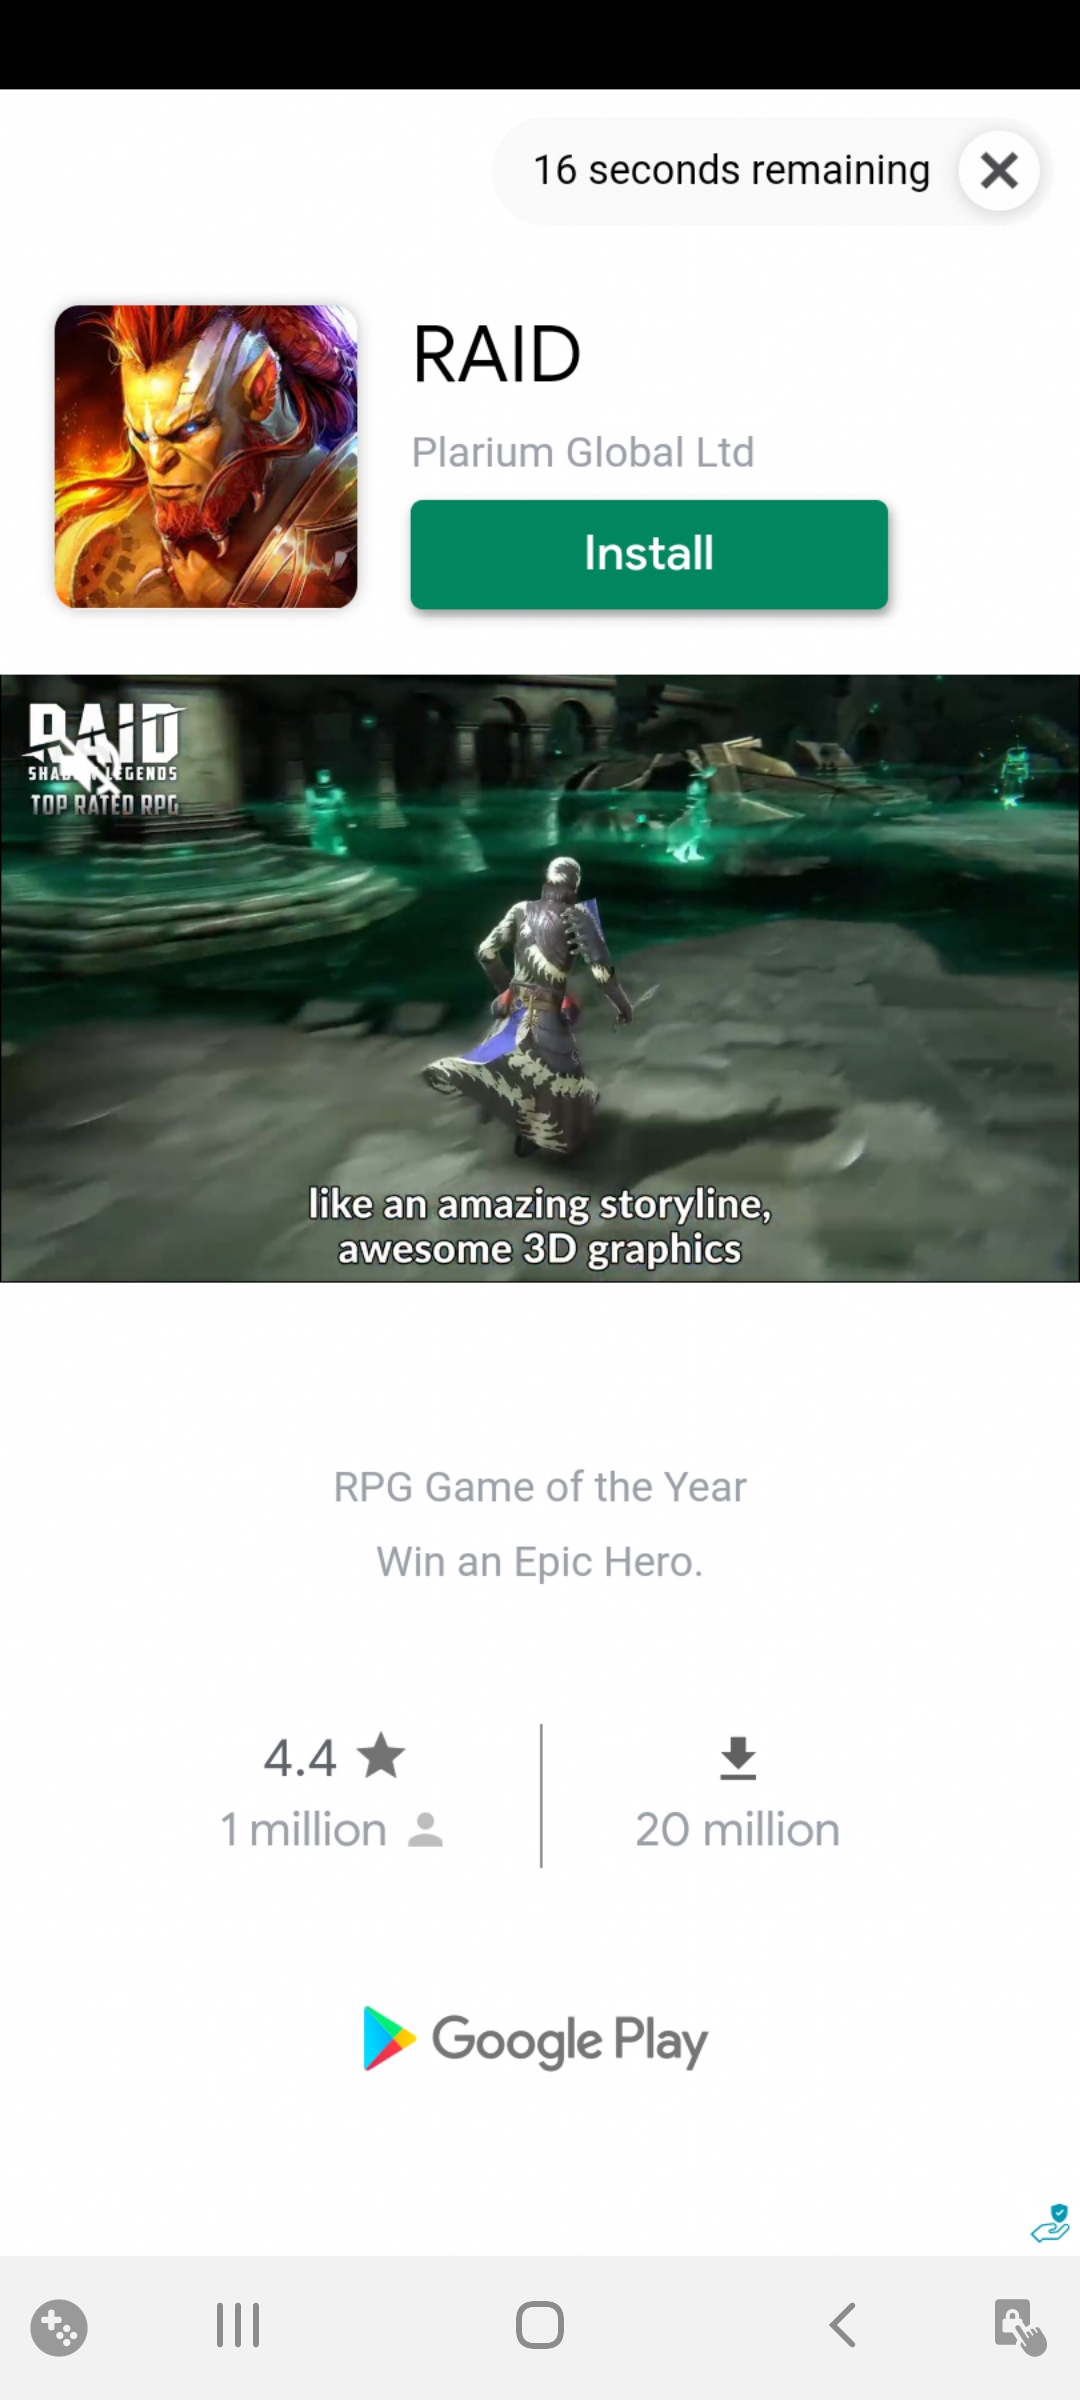 16 seconds remaining
RAID
Plarium Global Ltd
Install
RAID
SHADOW LEGENDS
TOP RATED RPG
like an amazing storyline,
awesome 3D graphics
RPG Game of the Year
Win an Epic Hero.
4.4
1 million
20 million
Google Play